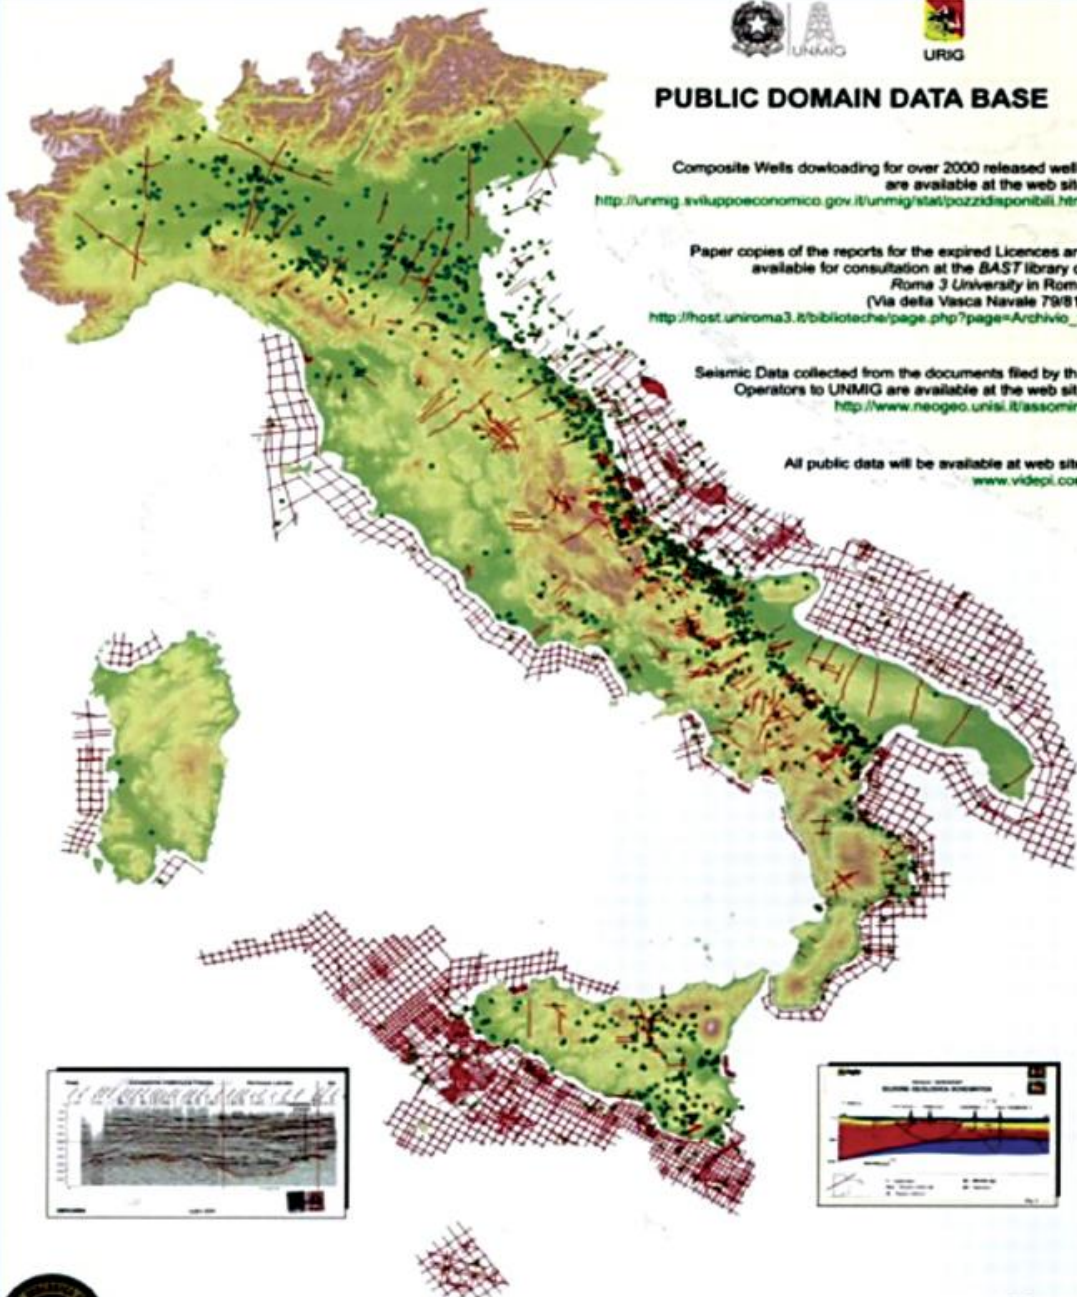 UNMIG
URIG
PUBLIC DOMAIN DATA BASE
Composite Wells dowloading for over 2000 released well
are available at the web sit
http://unmig.sviluppoeconomico.gov.it/unmig/stat/pozzidisponibili.htm
Paper copies of the reports for the expired Licences ar
available for consultation at the BAST library o
Roma 3 University in Rom
(Via della Vasca Navale 79/81
http://host.uniroma3.it/biblioteche/page.php?page=Archivio_
Seismic Data collected from the documents filed by th
Operators to UNMIG are available at the web sit
http://www.neogeo.unisi.it/assomin
All public data will be available at web sit
www.videpi.co